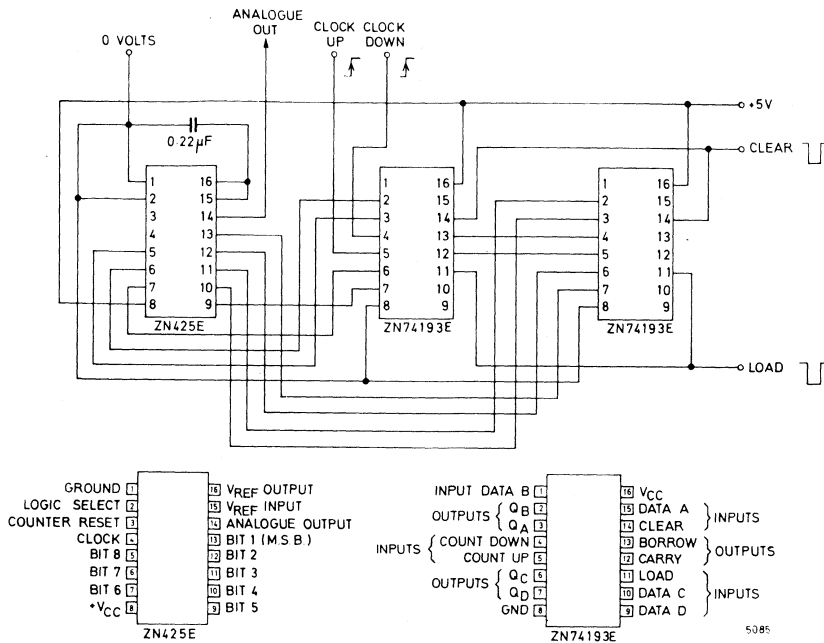 ANALOGUE
OUT
0 VOLTS
CLOCK
UP
CLOCK
DOWN
+5V
0·22µF
CLEAR
1 16
2 15
3 14
4 13
5 12
6 11
7 10
8 9
ZN425E
1 16
2 15
3 14
4 13
5 12
6 11
7 10
8 9
ZN74193E
1 16
2 15
3 14
4 13
5 12
6 11
7 10
8 9
ZN74193E
LOAD
GROUND 1
LOGIC SELECT 2
COUNTER RESET 3
CLOCK 4
BIT 8 5
BIT 7 6
BIT 6 7
+VCC 8
16 VREF OUTPUT
15 VREF INPUT
14 ANALOGUE OUTPUT
13 BIT 1 (M.S.B.)
12 BIT 2
11 BIT 3
10 BIT 4
9 BIT 5
ZN425E
INPUT DATA B 1
OUTPUTS { QB 2
QA 3
INPUTS { COUNT DOWN 4
COUNT UP 5
OUTPUTS { QC 6
QD 7
GND 8
16 VCC
15 DATA A } INPUTS
14 CLEAR
13 BORROW } OUTPUTS
12 CARRY
11 LOAD
10 DATA C } INPUTS
9 DATA D
ZN74193E
5085